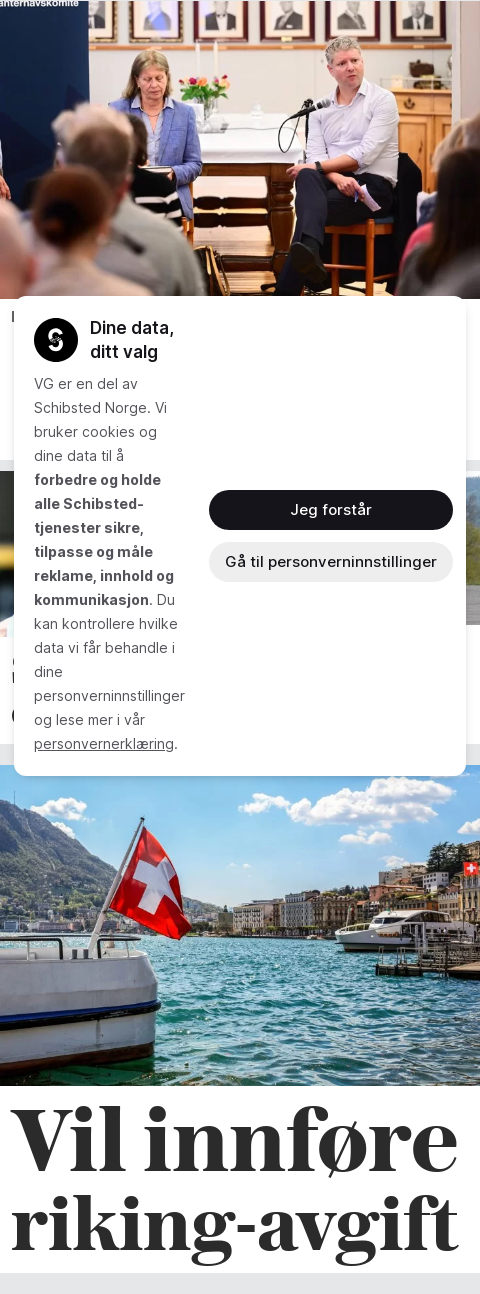 Dine data,
ditt valg
VG er en del av
Schibsted Norge. Vi
bruker cookies og
dine data til å
forbedre og holde
alle Schibsted-
tjenester sikre,
tilpasse og måle
reklame, innhold og
kommunikasjon. Du
kan kontrollere hvilke
data vi får behandle i
dine
personverninnstillinger
og lese mer i vår
personvernerklæring.
Jeg forstår
Gå til personverninnstillinger
Vil innføre
riking-avgift